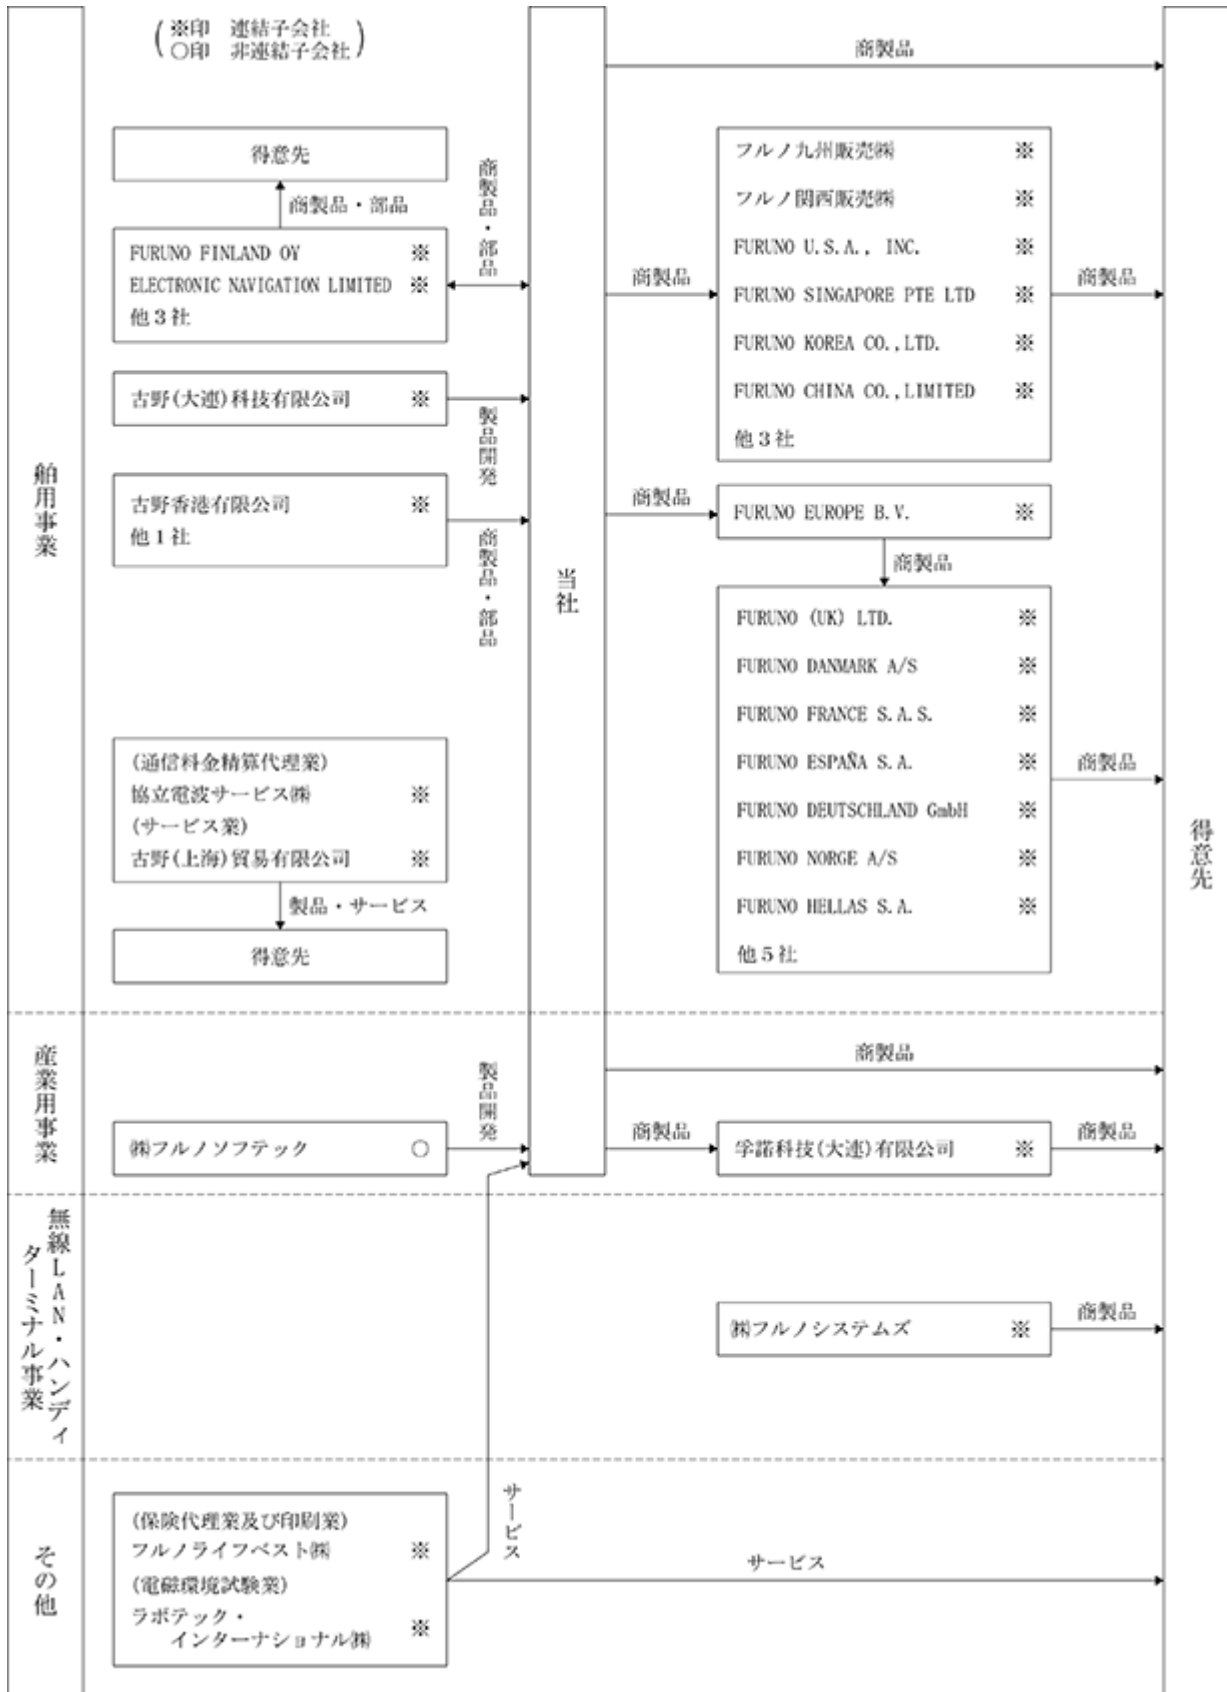 ※印 連結子会社
○印 非連結子会社
舶用事業
得意先
商製品・部品
FURUNO FINLAND OY ※
ELECTRONIC NAVIGATION LIMITED ※
他3社
商製品・部品
古野(大連)科技有限公司 ※
製品開発
古野香港有限公司 ※
他1社
商製品・部品
(通信料金精算代理業)
協立電波サービス㈱ ※
(サービス業)
古野(上海)貿易有限公司 ※
製品・サービス
得意先
当社
商製品
商製品
フルノ九州販売㈱ ※
フルノ関西販売㈱ ※
FURUNO U.S.A., INC. ※
FURUNO SINGAPORE PTE LTD ※
FURUNO KOREA CO.,LTD. ※
FURUNO CHINA CO.,LIMITED ※
他3社
商製品
商製品
FURUNO EUROPE B.V. ※
商製品
FURUNO (UK) LTD. ※
FURUNO DANMARK A/S ※
FURUNO FRANCE S.A.S. ※
FURUNO ESPAÑA S.A. ※
FURUNO DEUTSCHLAND GmbH ※
FURUNO NORGE A/S ※
FURUNO HELLAS S.A. ※
他5社
商製品
得意先
産業用事業
㈱フルノソフテック ○
製品開発
商製品
商製品
孚諾科技(大連)有限公司 ※
商製品
無線LAN・ハンディ
ターミナル事業
㈱フルノシステムズ ※
商製品
その他
(保険代理業及び印刷業)
フルノライフベスト㈱ ※
(電磁環境試験業)
ラボテック・
インターナショナル㈱ ※
サービス
サービス